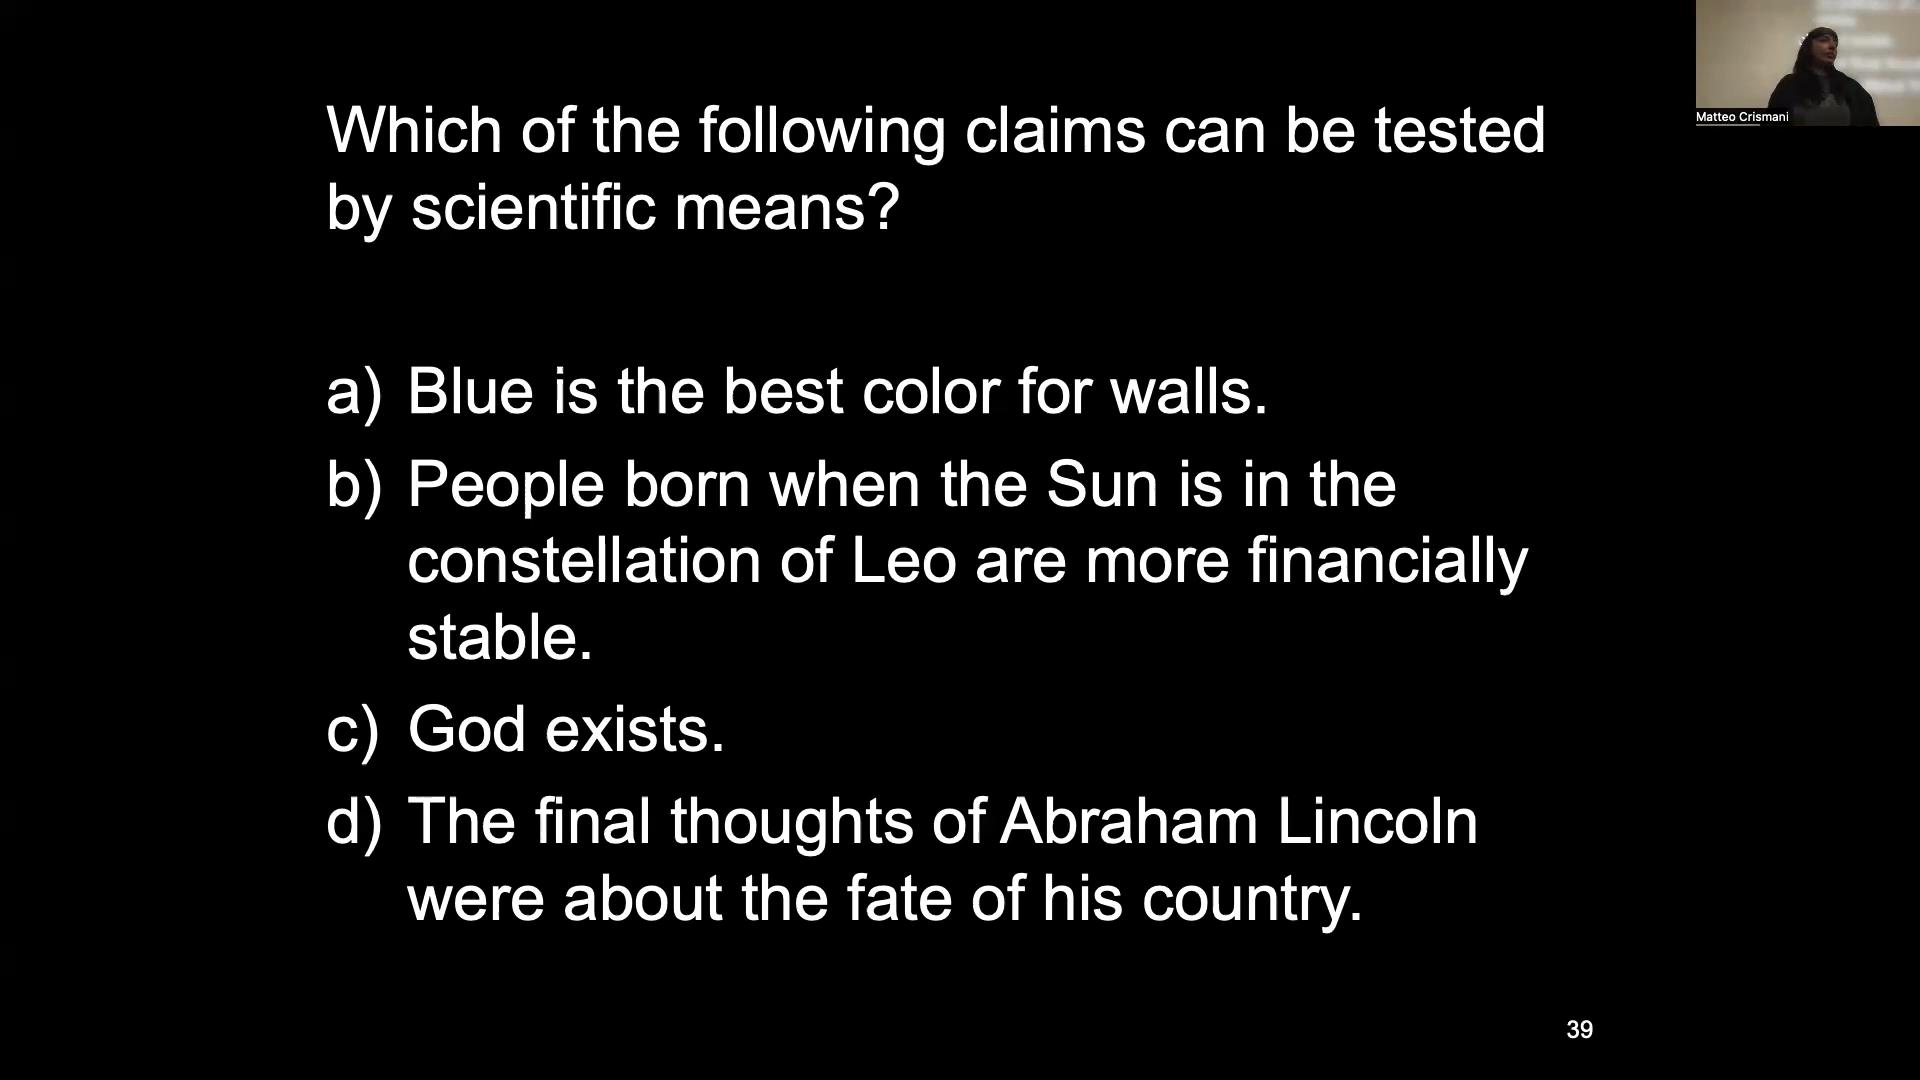 Matteo Crismani
Which of the following claims can be tested
by scientific means?
a) Blue is the best color for walls.
b) People born when the Sun is in the
constellation of Leo are more financially
stable.
c) God exists.
d) The final thoughts of Abraham Lincoln
were about the fate of his country.
39